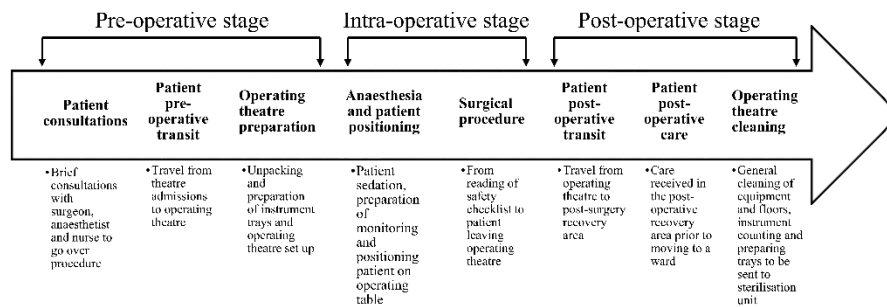 Pre-operative stage
Intra-operative stage
Post-operative stage
Patient
consultations
Patient
pre-
operative
transit
Operating
theatre
preparation
Anaesthesia
and patient
positioning
Surgical
procedure
Patient
post-
operative
transit
Patient
post-
operative
care
Operating
theatre
cleaning
•Brief
consultations
with
surgeon,
anaesthetist
and nurse to
go over
procedure
•Travel from
theatre
admissions
to operating
theatre
•Unpacking
and
preparation
of instrument
trays and
operating
theatre set up
•Patient
sedation,
preparation
of
monitoring
and
positioning
patient on
operating
table
•From
reading of
safety
checklist to
patient
leaving
operating
theatre
•Travel from
operating
theatre to
post-surgery
recovery
area
•Care
received in
the post-
operative
recovery
area prior to
moving to a
ward
•General
cleaning of
equipment
and floors,
instrument
counting and
preparing
trays to be
sent to
sterilisation
unit